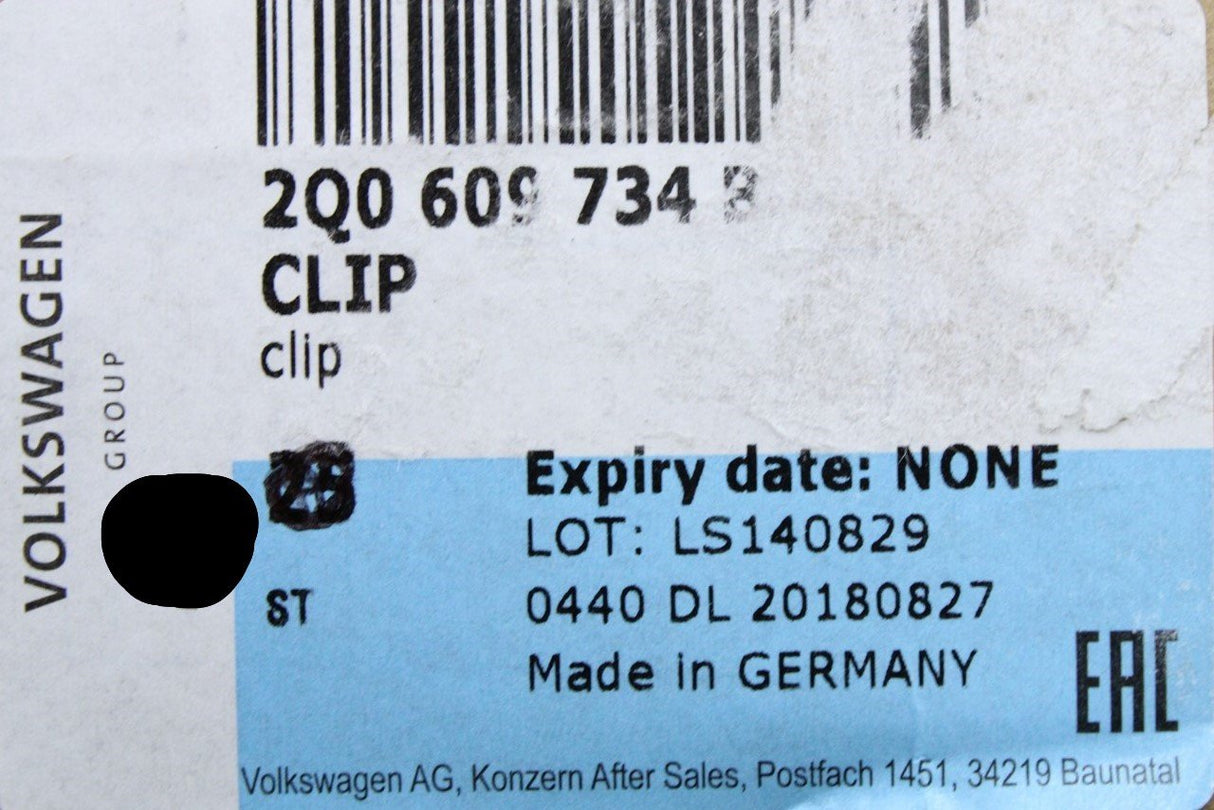 VOLKSWAGEN
GROUP
2Q0 609 734
CLIP
clip
Expiry date: NONE
LOT: LS140829
ST
0440 DL 20180827
Made in GERMANY
EAC
Volkswagen AG, Konzern After Sales, Postfach 1451, 34219 Baunatal